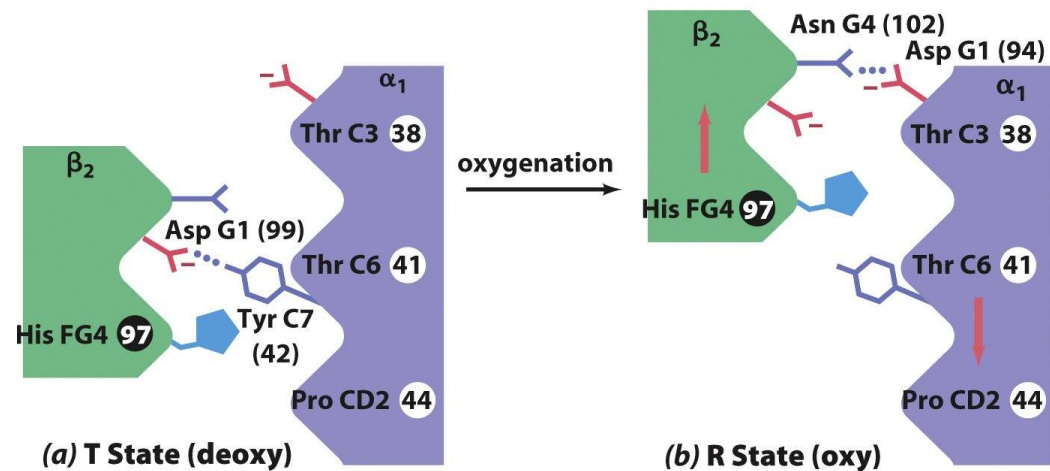 β2
α1
Thr C3 38
Asp G1 (99)
Thr C6 41
Tyr C7
(42)
His FG4 97
Pro CD2 44
(a) T State (deoxy)
oxygenation
Asn G4 (102)
β2
Asp G1 (94)
α1
Thr C3 38
His FG4 97
Thr C6 41
Pro CD2 44
(b) R State (oxy)